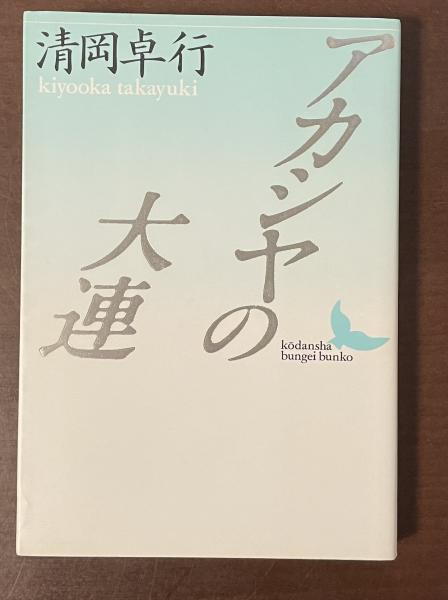 清岡卓行
kiyooka takayuki
アカシヤの
大連
kōdansha
bungei bunko